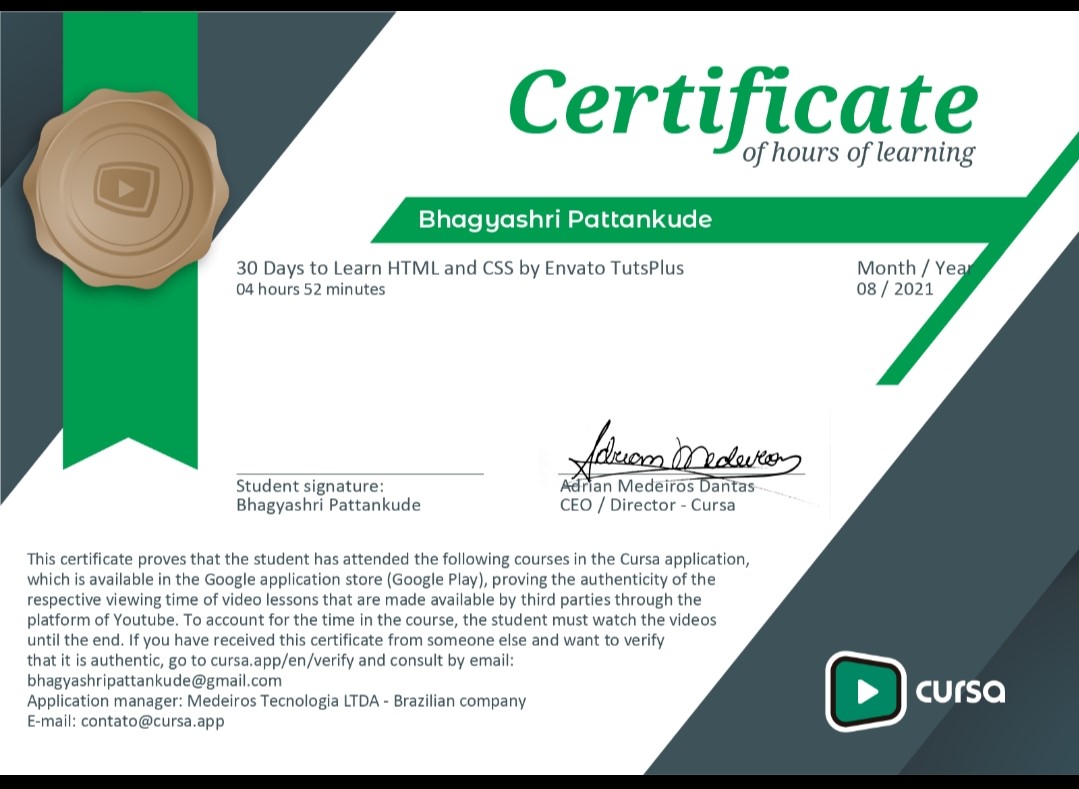 Certificate
of hours of learning
Bhagyashri Pattankude
30 Days to Learn HTML and CSS by Envato TutsPlus
04 hours 52 minutes
Month / Year
08 / 2021
Adrian Medeiros
Student signature:
Bhagyashri Pattankude
Adrian Medeiros Dantas
CEO / Director - Cursa
This certificate proves that the student has attended the following courses in the Cursa application,
which is available in the Google application store (Google Play), proving the authenticity of the
respective viewing time of video lessons that are made available by third parties through the
platform of Youtube. To account for the time in the course, the student must watch the videos
until the end. If you have received this certificate from someone else and want to verify
that it is authentic, go to cursa.app/en/verify and consult by email:
bhagyashripattankude@gmail.com
Application manager: Medeiros Tecnologia LTDA - Brazilian company
E-mail: contato@cursa.app
cursa